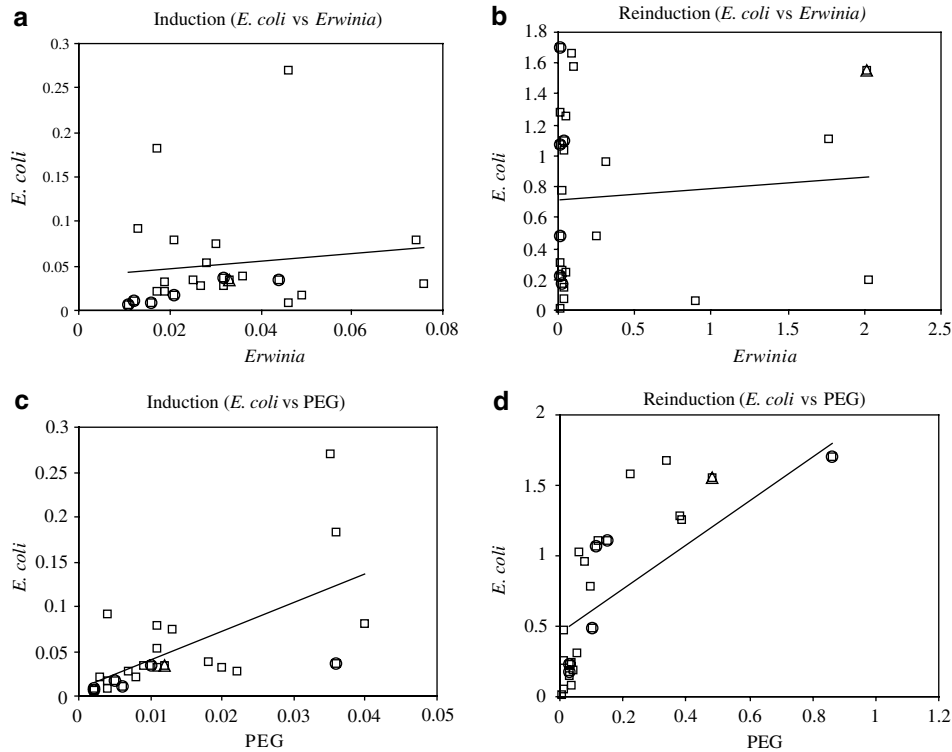 a
Induction (E. coli vs Erwinia)
0.3
0.25
0.2
0.15
0.1
0.05
0
E. coli
0 0.02 0.04 0.06 0.08
Erwinia
b
Reinduction (E. coli vs Erwinia)
1.8
1.6
1.4
1.2
1
0.8
0.6
0.4
0.2
0
E. coli
0 0.5 1 1.5 2 2.5
Erwinia
c
Induction (E. coli vs PEG)
0.3
0.25
0.2
0.15
0.1
0.05
0
E. coli
0 0.01 0.02 0.03 0.04 0.05
PEG
d
Reinduction (E. coli vs PEG)
2
1.5
1
0.5
0
E. coli
0 0.2 0.4 0.6 0.8 1 1.2
PEG